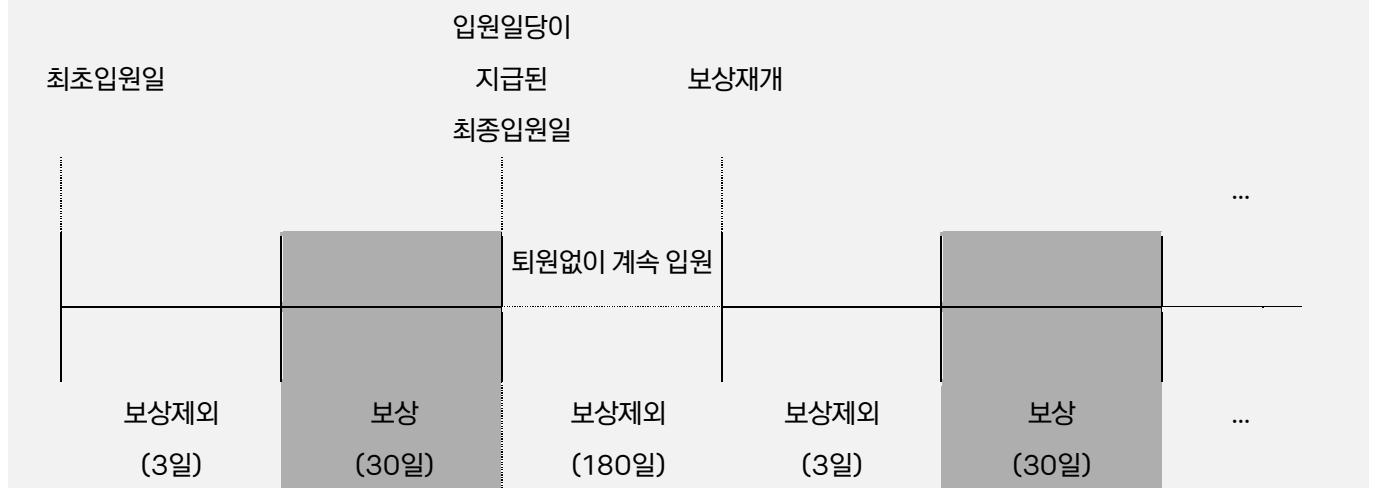 입원일당이
최초입원일 지급된 보상재개
최종입원일
...
퇴원없이 계속 입원
보상제외 보상 보상제외 보상제외 보상 ...
(3일) (30일) (180일) (3일) (30일)